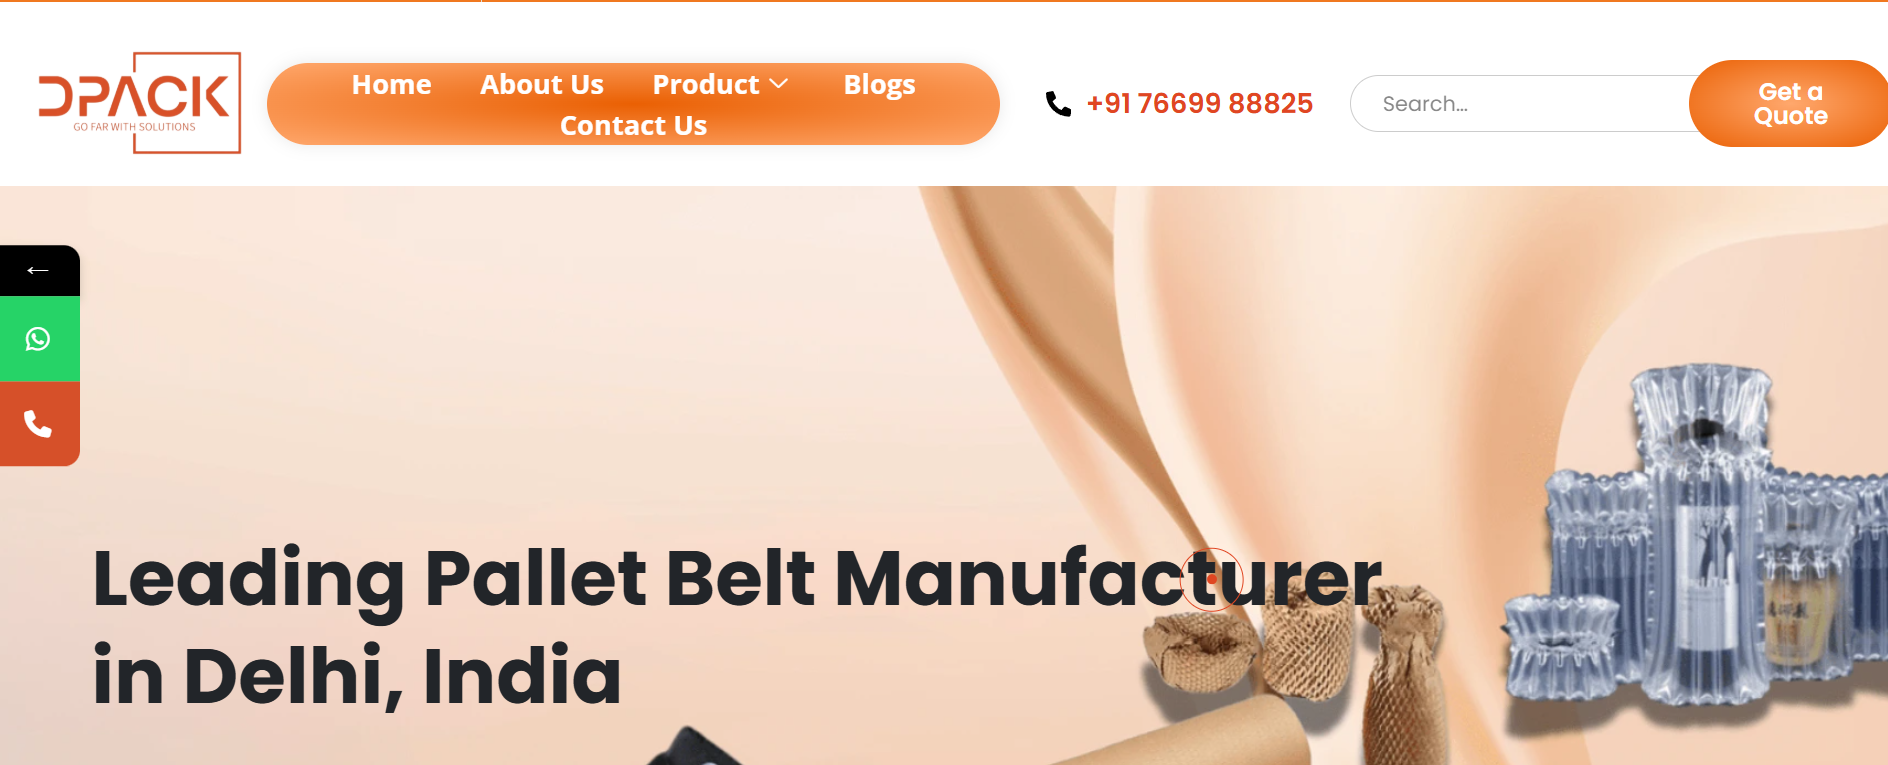 DPACK
GO FAR WITH SOLUTIONS
Home About Us Product Blogs
Contact Us
+91 76699 88825
Search...
Get a
Quote
Leading Pallet Belt Manufacturer
in Delhi, India